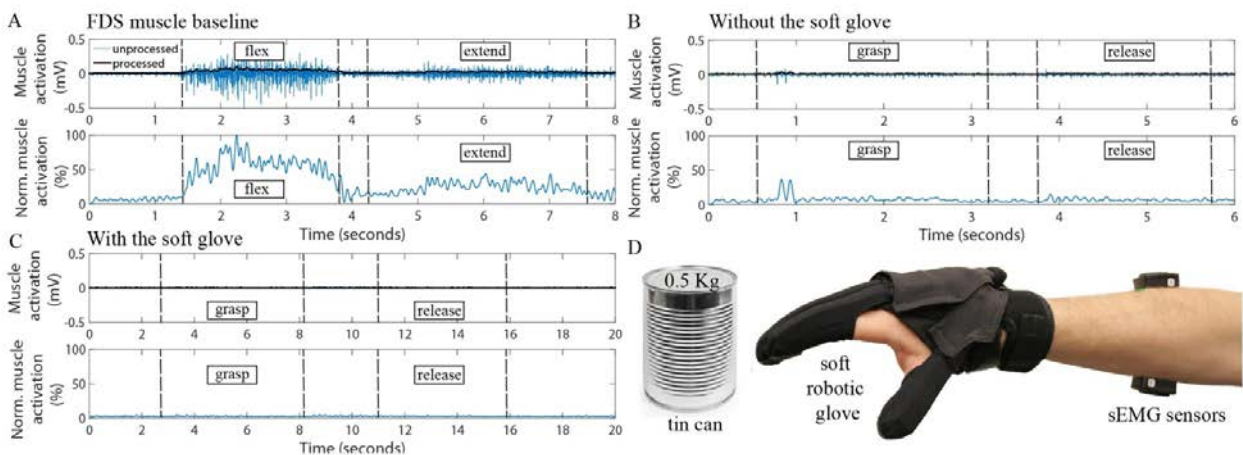 A FDS muscle baseline
Muscle
activation
(mV)
0.5
0
-0.5
unprocessed
processed
flex
extend
0 1 2 3 4 5 6 7 8
Norm. muscle
activation
(%)
100
50
0
flex
extend
0 1 2 3 4 5 6 7 8
Time (seconds)
B Without the soft glove
Muscle
activation
(mV)
0.5
0
-0.5
grasp
release
0 1 2 3 4 5 6
Norm. muscle
activation
(%)
100
50
0
grasp
release
0 1 2 3 4 5 6
Time (seconds)
C With the soft glove
Muscle
activation
(mV)
0.5
0
-0.5
grasp
release
0 2 4 6 8 10 12 14 16 18 20
Norm. muscle
activation
(%)
100
50
0
grasp
release
0 2 4 6 8 10 12 14 16 18 20
Time (seconds)
D
0.5 Kg
tin can
soft
robotic
glove
sEMG sensors